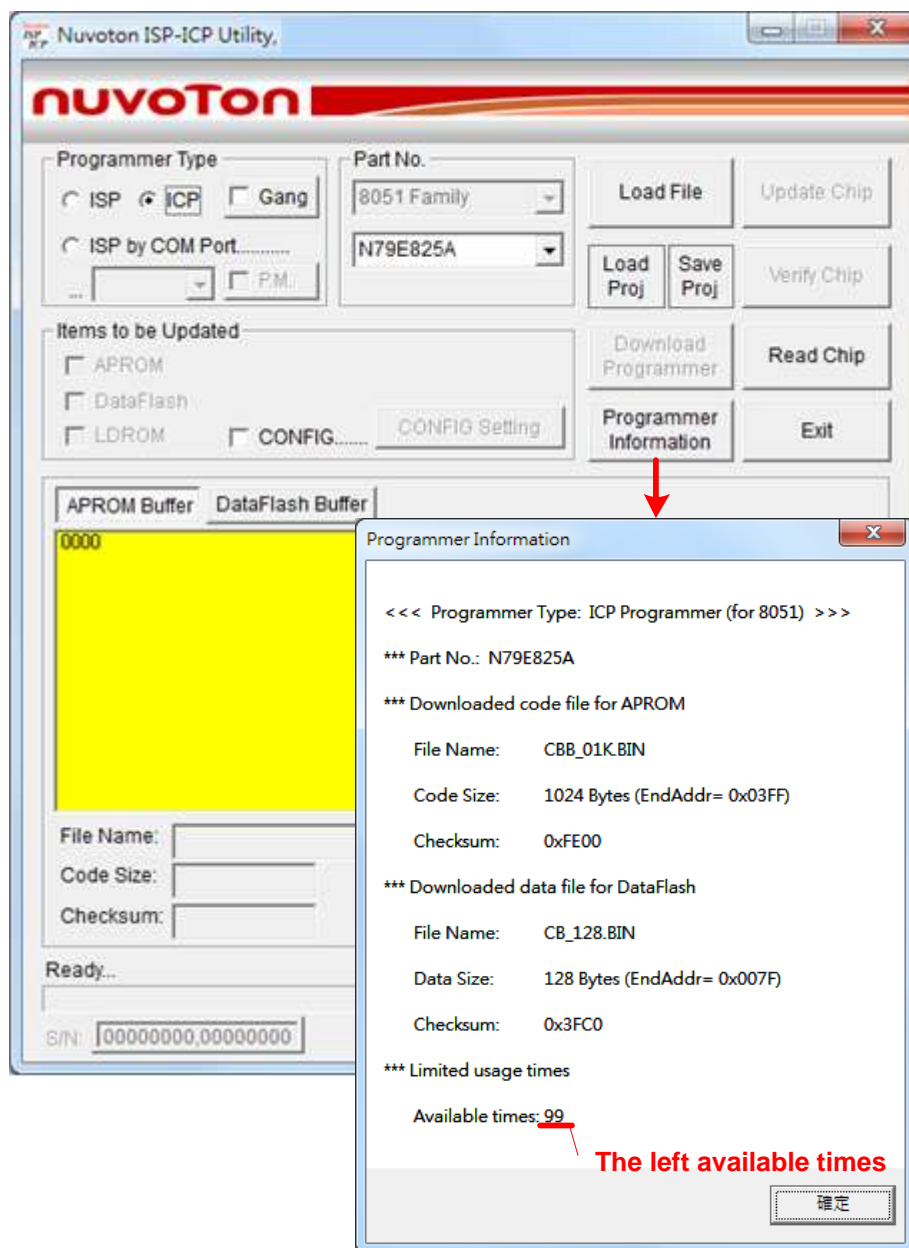 Nuvoton ISP-ICP Utility,
nuvoTon
Programmer Type
ISP ICP Gang
ISP by COM Port...........
... P.M.
Part No.
8051 Family
N79E825A
Load File
Update Chip
Load Proj
Save Proj
Verify Chip
Items to be Updated
APROM
DataFlash
LDROM CONFIG....... CONFIG Setting
Download Programmer
Read Chip
Programmer Information
Exit
APROM Buffer DataFlash Buffer
0000
File Name:
Code Size:
Checksum:
Ready...
S/N: 00000000,00000000
Programmer Information
<<< Programmer Type: ICP Programmer (for 8051) >>>
*** Part No.: N79E825A
*** Downloaded code file for APROM
File Name: CBB_01K.BIN
Code Size: 1024 Bytes (EndAddr= 0x03FF)
Checksum: 0xFE00
*** Downloaded data file for DataFlash
File Name: CB_128.BIN
Data Size: 128 Bytes (EndAddr= 0x007F)
Checksum: 0x3FC0
*** Limited usage times
Available times: 99
The left available times
確定